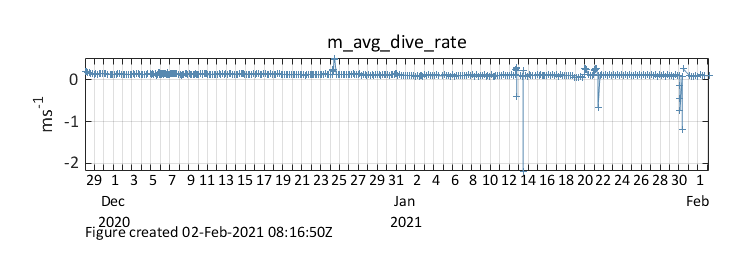 m_avg_dive_rate
0
-1
-2
ms-1
29 1 3 5 7 9 11 13 15 17 19 21 23 25 27 29 31 2 4 6 8 10 12 14 16 18 20 22 24 26 28 30 1
Dec Jan Feb
2020 2021
Figure created 02-Feb-2021 08:16:50Z